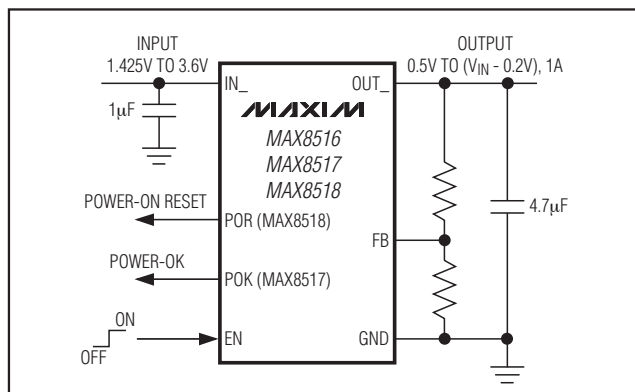 INPUT
1.425V TO 3.6V
OUTPUT
0.5V TO (VIN - 0.2V), 1A
IN_
OUT_
1µF
MAXIM
MAX8516
MAX8517
MAX8518
POWER-ON RESET
POR (MAX8518)
4.7µF
FB
POWER-OK
POK (MAX8517)
ON
OFF
EN
GND